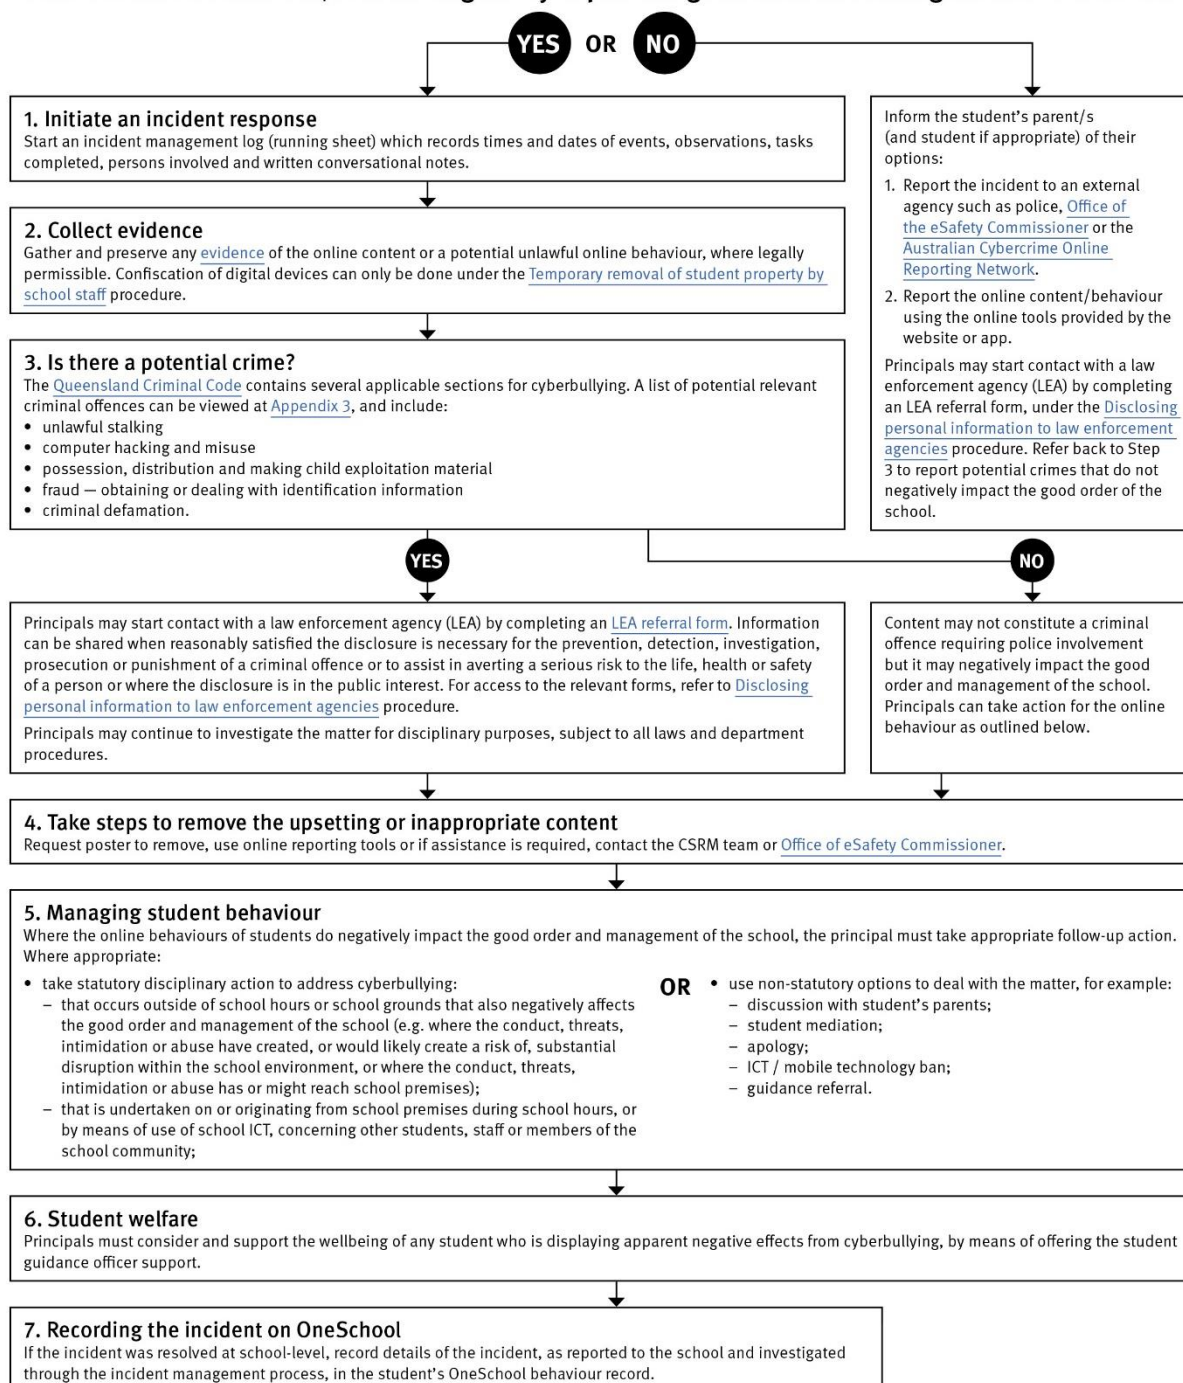 YES OR NO
1. Initiate an incident response
Start an incident management log (running sheet) which records times and dates of events, observations, tasks
completed, persons involved and written conversational notes.
2. Collect evidence
Gather and preserve any evidence of the online content or a potential unlawful online behaviour, where legally
permissible. Confiscation of digital devices can only be done under the Temporary removal of student property by
school staff procedure.
3. Is there a potential crime?
The Queensland Criminal Code contains several applicable sections for cyberbullying. A list of potential relevant
criminal offences can be viewed at Appendix 3, and include:
• unlawful stalking
• computer hacking and misuse
• possession, distribution and making child exploitation material
• fraud — obtaining or dealing with identification information
• criminal defamation.
Inform the student's parent/s
(and student if appropriate) of their
options:
1. Report the incident to an external
agency such as police, Office of
the eSafety Commissioner or the
Australian Cybercrime Online
Reporting Network.
2. Report the online content/behaviour
using the online tools provided by the
website or app.
Principals may start contact with a law
enforcement agency (LEA) by completing
an LEA referral form, under the Disclosing
personal information to law enforcement
agencies procedure. Refer back to Step
3 to report potential crimes that do not
negatively impact the good order of the
school.
YES
NO
Principals may start contact with a law enforcement agency (LEA) by completing an LEA referral form. Information
can be shared when reasonably satisfied the disclosure is necessary for the prevention, detection, investigation,
prosecution or punishment of a criminal offence or to assist in averting a serious risk to the life, health or safety
of a person or where the disclosure is in the public interest. For access to the relevant forms, refer to Disclosing
personal information to law enforcement agencies procedure.
Principals may continue to investigate the matter for disciplinary purposes, subject to all laws and department
procedures.
Content may not constitute a criminal
offence requiring police involvement
but it may negatively impact the good
order and management of the school.
Principals can take action for the online
behaviour as outlined below.
4. Take steps to remove the upsetting or inappropriate content
Request poster to remove, use online reporting tools or if assistance is required, contact the CSRM team or Office of eSafety Commissioner.
5. Managing student behaviour
Where the online behaviours of students do negatively impact the good order and management of the school, the principal must take appropriate follow-up action.
Where appropriate:
• take statutory disciplinary action to address cyberbullying:
– that occurs outside of school hours or school grounds that also negatively affects
the good order and management of the school (e.g. where the conduct, threats,
intimidation or abuse have created, or would likely create a risk of, substantial
disruption within the school environment, or where the conduct, threats,
intimidation or abuse has or might reach school premises);
– that is undertaken on or originating from school premises during school hours, or
by means of use of school ICT, concerning other students, staff or members of the
school community;
OR
• use non-statutory options to deal with the matter, for example:
– discussion with student's parents;
– student mediation;
– apology;
– ICT / mobile technology ban;
– guidance referral.
6. Student welfare
Principals must consider and support the wellbeing of any student who is displaying apparent negative effects from cyberbullying, by means of offering the student
guidance officer support.
7. Recording the incident on OneSchool
If the incident was resolved at school-level, record details of the incident, as reported to the school and investigated
through the incident management process, in the student's OneSchool behaviour record.